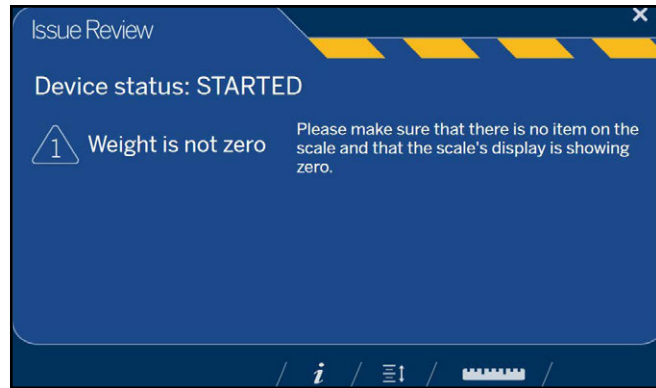 Issue Review
Device status: STARTED
1
Weight is not zero
Please make sure that there is no item on the
scale and that the scale's display is showing
zero.
i